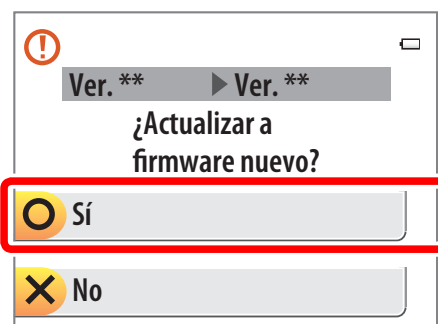 Ver. ** ▶ Ver. **
¿Actualizar a
firmware nuevo?
Sí
No